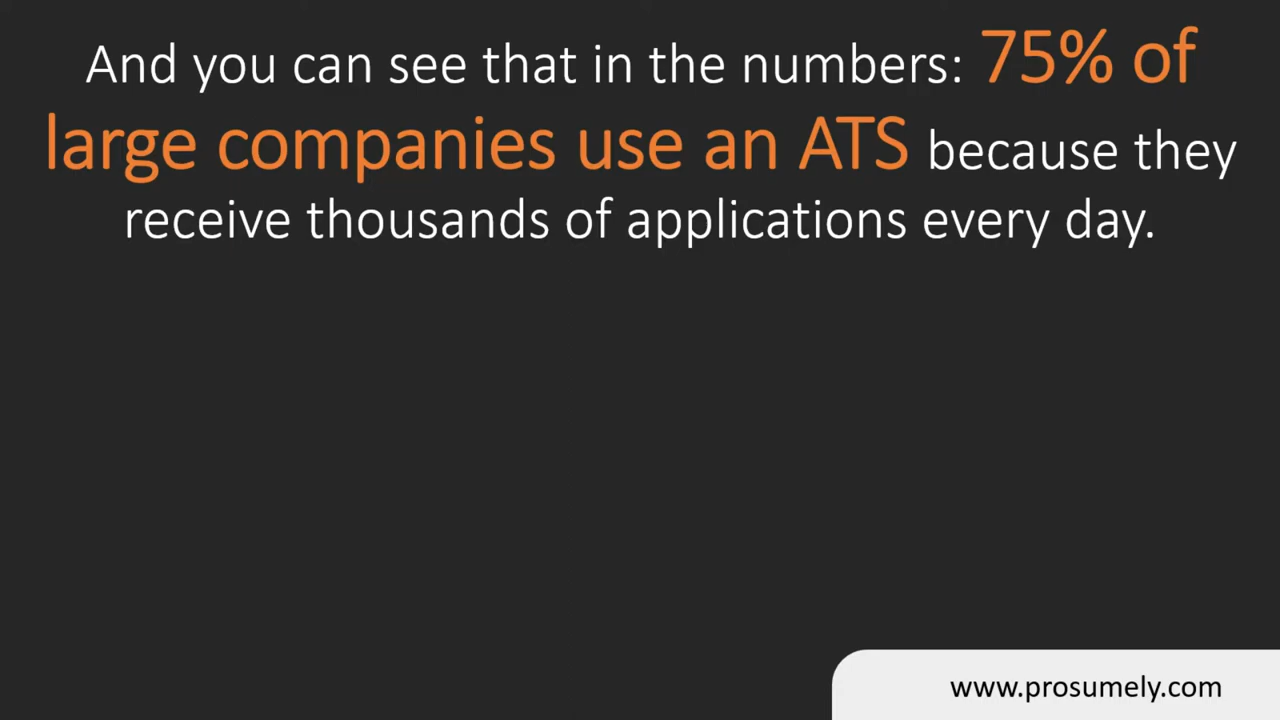 And you can see that in the numbers: 75% of
large companies use an ATS because they
receive thousands of applications every day.
www.prosumely.com